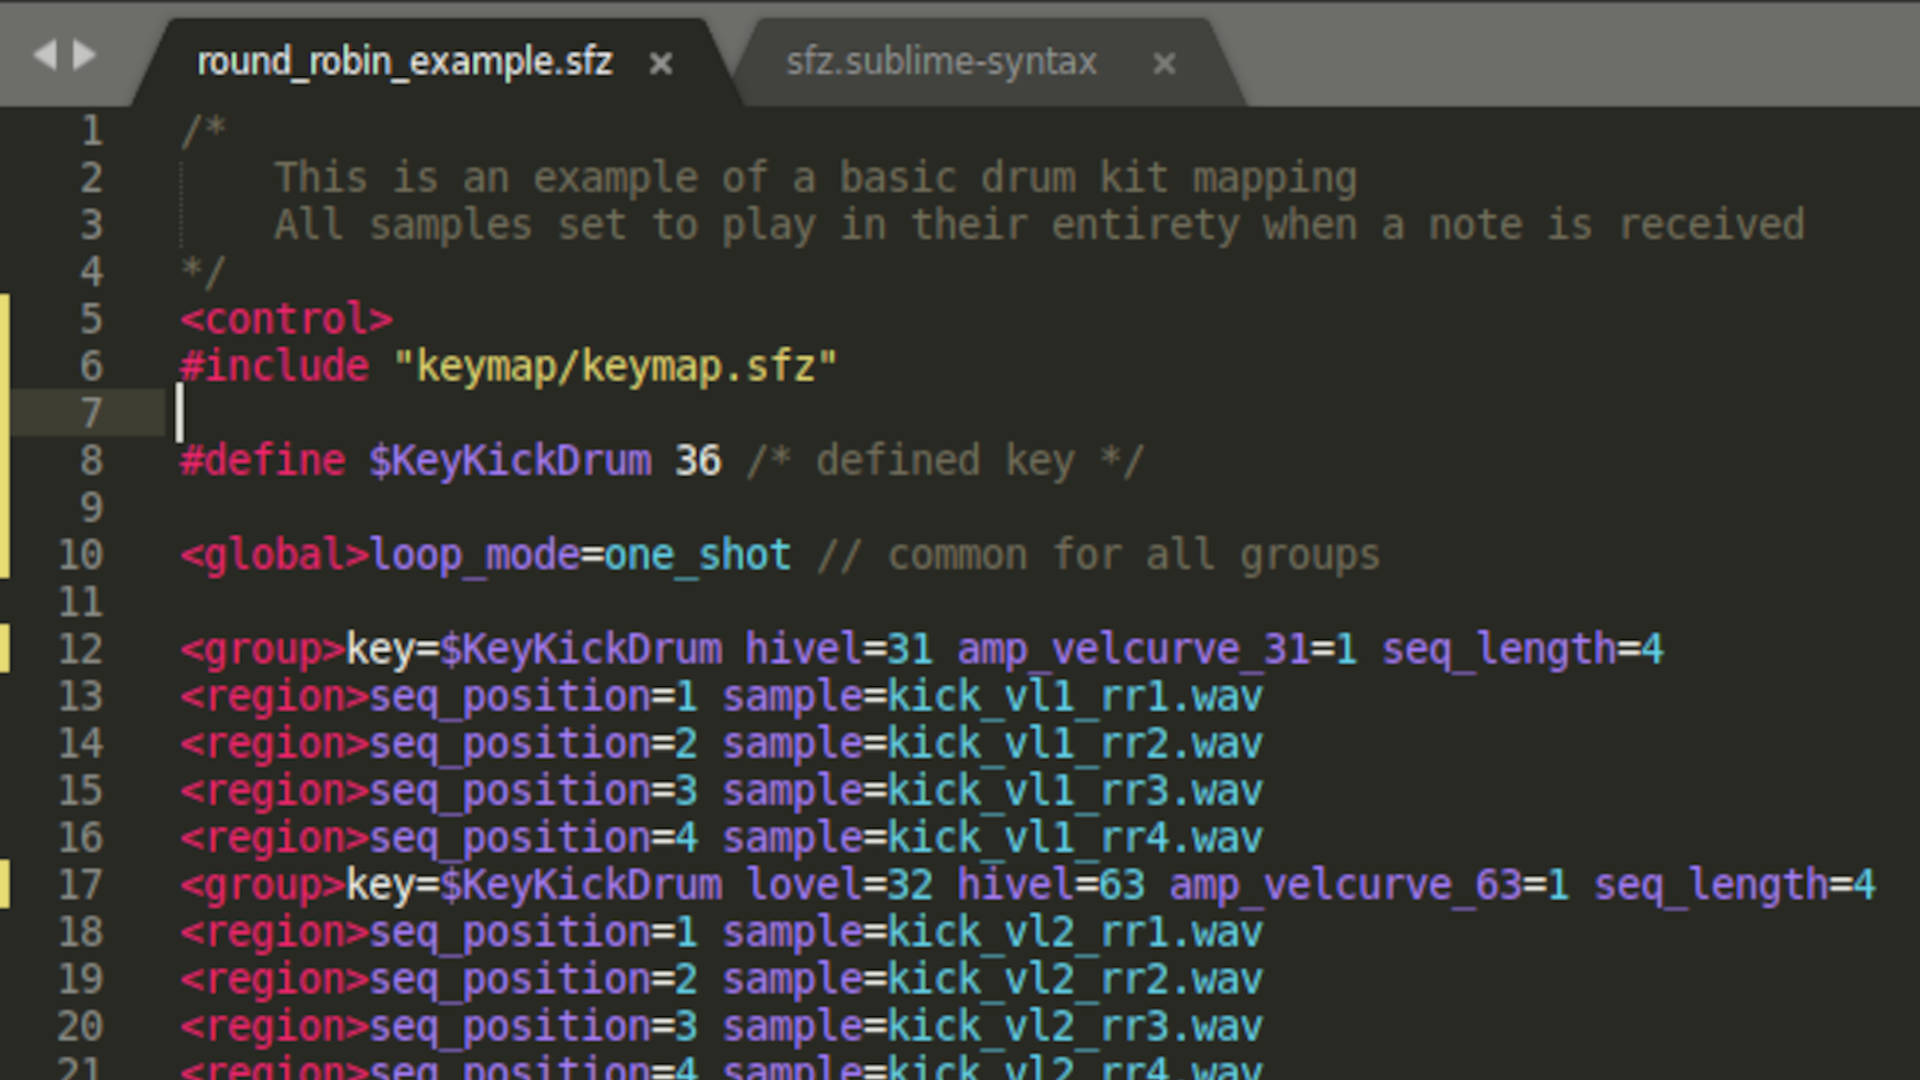 round_robin_example.sfz × sfz.sublime-syntax ×
1 /*
2     This is an example of a basic drum kit mapping
3     All samples set to play in their entirety when a note is received
4 */
5 <control>
6 #include "keymap/keymap.sfz"
7
8 #define $KeyKickDrum 36 /* defined key */
9
10 <global>loop_mode=one_shot // common for all groups
11
12 <group>key=$KeyKickDrum hivel=31 amp_velcurve_31=1 seq_length=4
13 <region>seq_position=1 sample=kick_vl1_rr1.wav
14 <region>seq_position=2 sample=kick_vl1_rr2.wav
15 <region>seq_position=3 sample=kick_vl1_rr3.wav
16 <region>seq_position=4 sample=kick_vl1_rr4.wav
17 <group>key=$KeyKickDrum lovel=32 hivel=63 amp_velcurve_63=1 seq_length=4
18 <region>seq_position=1 sample=kick_vl2_rr1.wav
19 <region>seq_position=2 sample=kick_vl2_rr2.wav
20 <region>seq_position=3 sample=kick_vl2_rr3.wav
21 <region>seq_position=4 sample=kick_vl2_rr4.wav